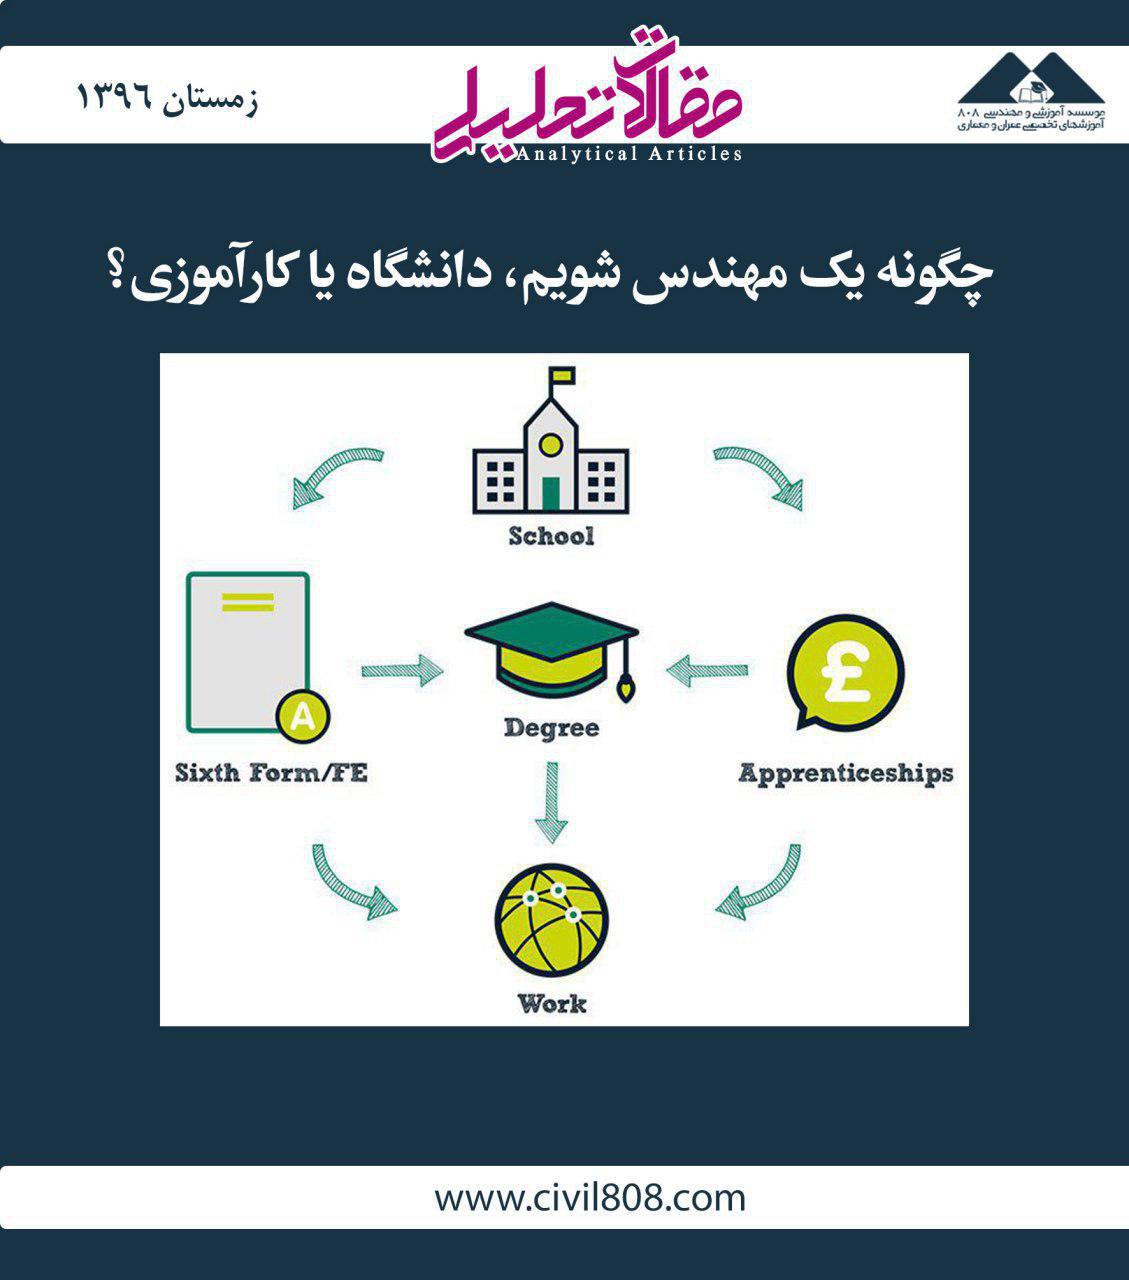 موسسه آموزشی و مهندسی ۸۰۸
آموزشهای تخصصی عمران و معماری
مقالات تحلیلی
Analytical Articles
زمستان ۱۳۹٦
چگونه یک مهندس شویم، دانشگاه یا کارآموزی؟
School
Degree
Sixth Form/FE
Apprenticeships
A
£
Work
www.civil808.com